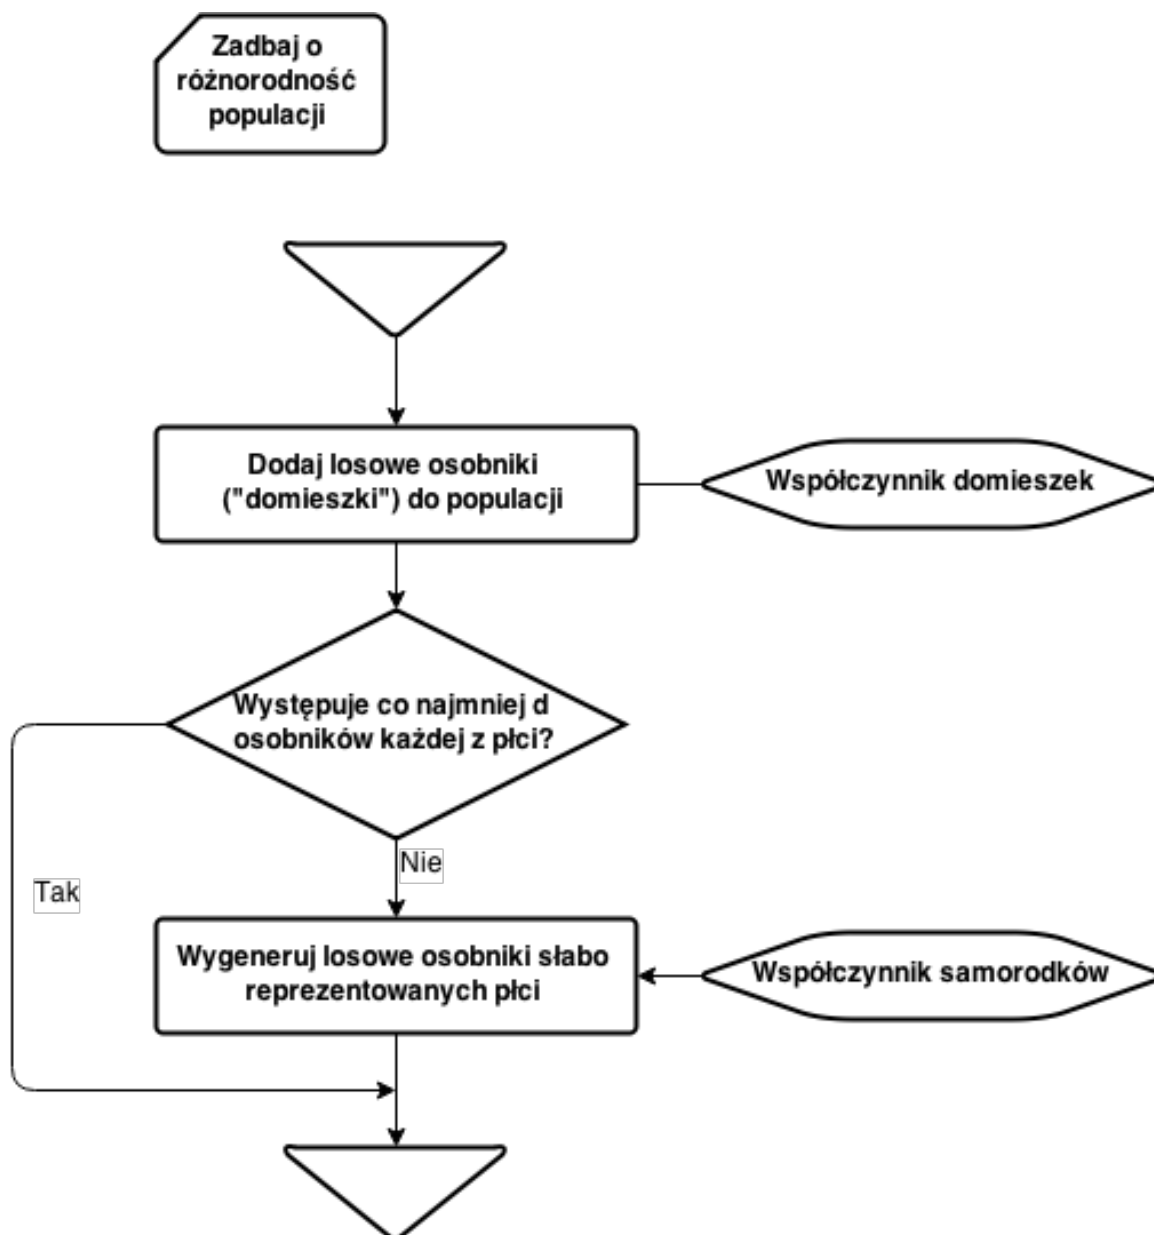 Zadbaj o
różnorodność
populacji
Dodaj losowe osobniki
("domieszki") do populacji
Współczynnik domieszek
Występuje co najmniej d
osobników każdej z płci?
Nie
Tak
Wygeneruj losowe osobniki słabo
reprezentowanych płci
Współczynnik samorodków